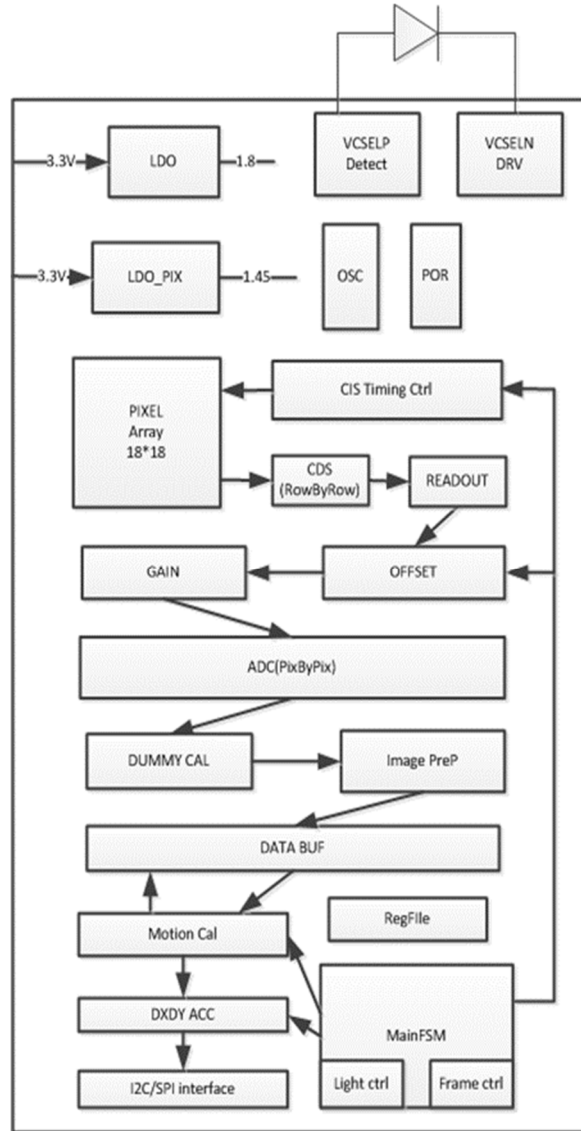 VCSELP
Detect
VCSELN
DRV
3.3V
LDO
1.8
3.3V
LDO_PIX
1.45
OSC
POR
PIXEL
Array
18*18
CIS Timing Ctrl
CDS
(RowByRow)
READOUT
GAIN
OFFSET
ADC(PixByPix)
DUMMY CAL
Image PreP
DATA BUF
RegFIle
Motion Cal
DXDY ACC
MainFSM
I2C/SPI interface
Light ctrl
Frame ctrl